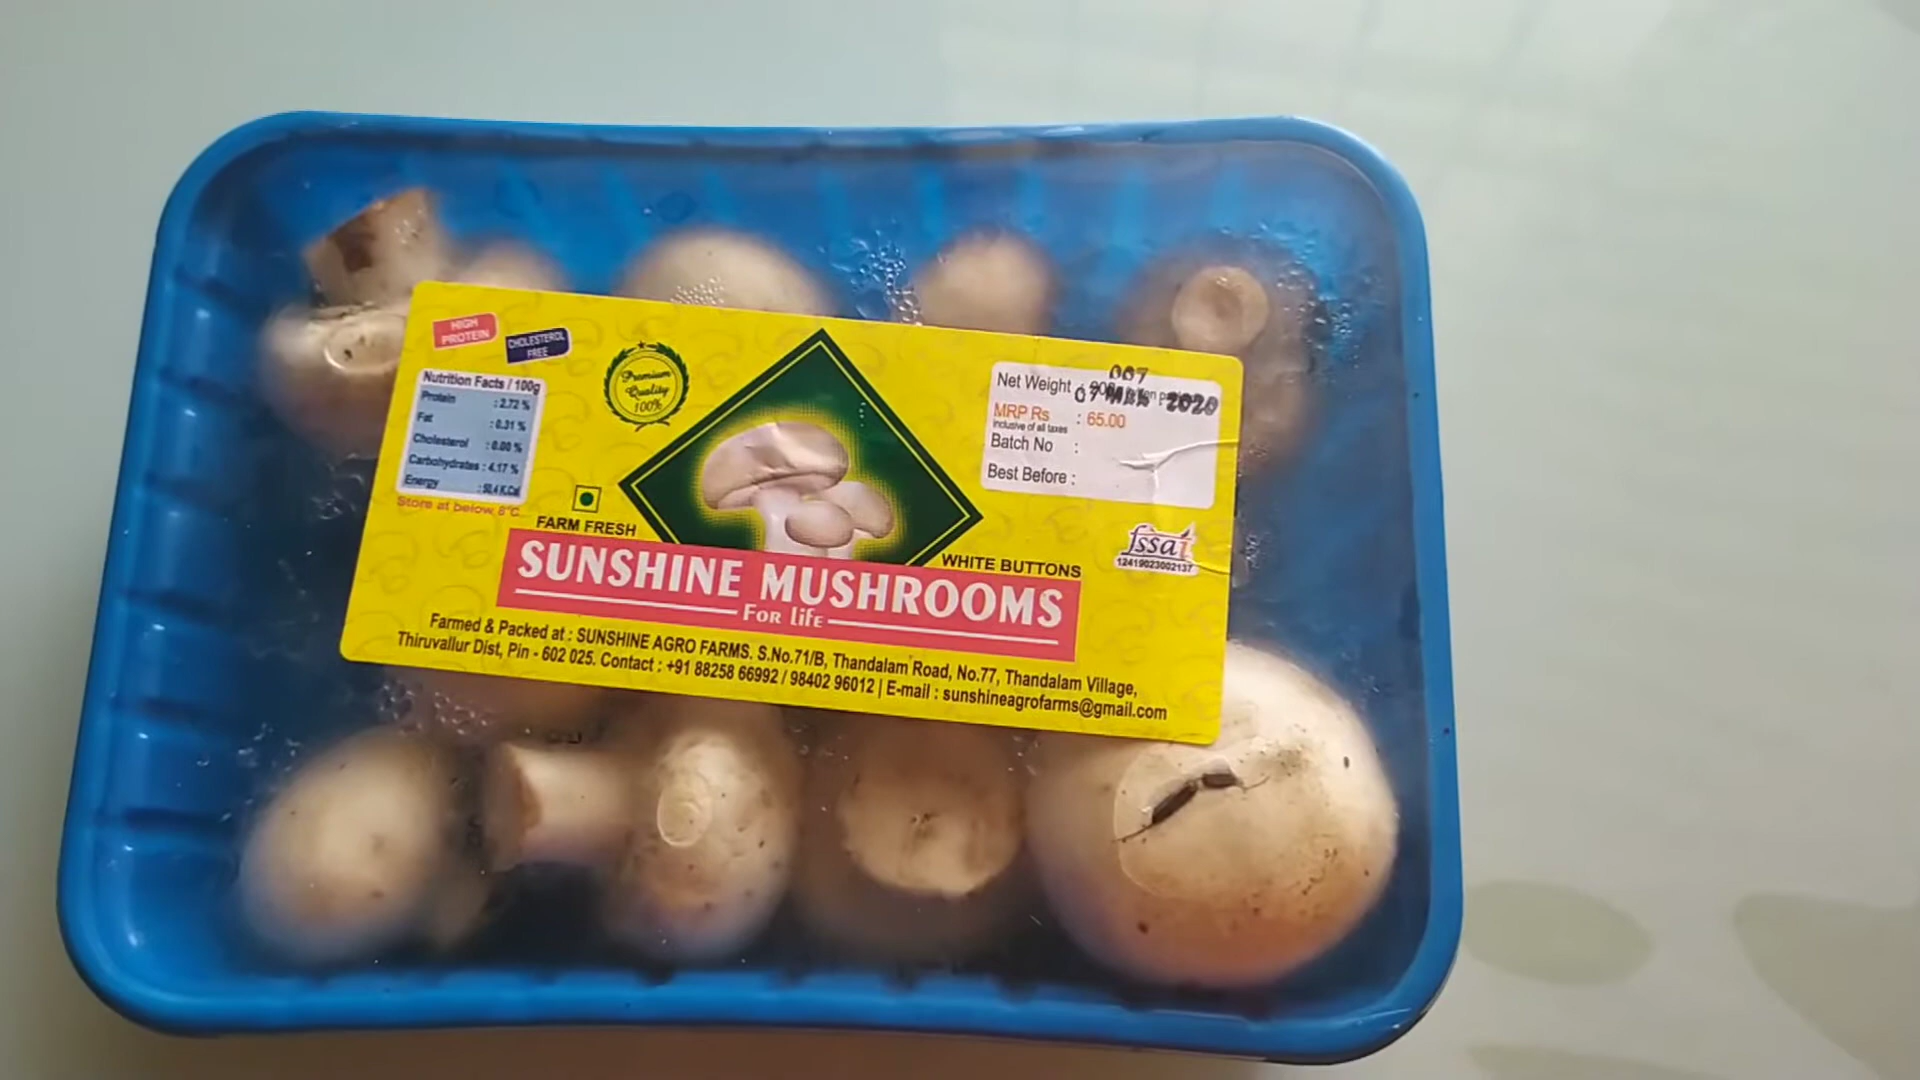 HIGH
PROTEIN
CHOLESTEROL
FREE
Nutrition Facts / 100g
Protein : 2.72 %
Fat : 0.31 %
Cholesterol : 0.00 %
Carbohydrates : 4.17 %
Energy
Store at below 8°C
Premium
Quality
100%
FARM FRESH
WHITE BUTTONS
SUNSHINE MUSHROOMS
FOR LIFE
007
Net Weight :
2020
MRP Rs : 65.00
Inclusive of all taxes
Batch No :
Best Before :
fssai
12419023002137
Farmed & Packed at : SUNSHINE AGRO FARMS. S.No.71/B, Thandalam Road, No.77, Thandalam Village,
Thiruvallur Dist, Pin - 602 025. Contact : +91 88258 66992 / 98402 96012 | E-mail : sunshineagrofarms@gmail.com